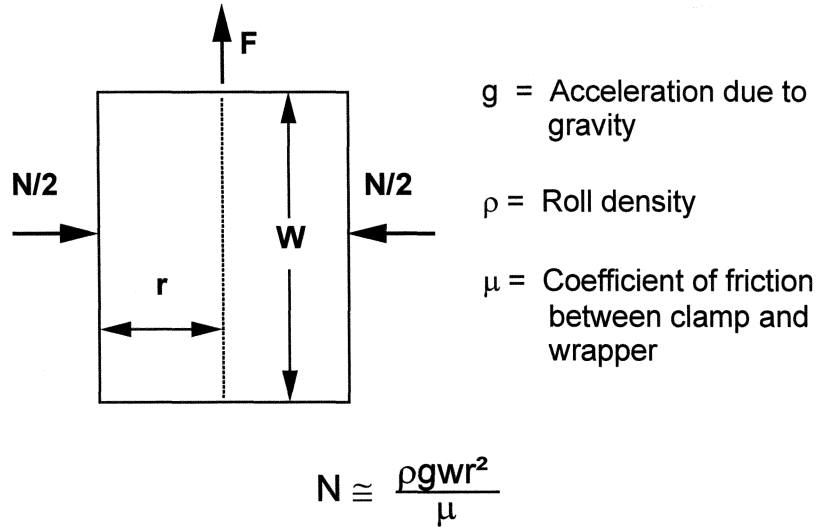 F
g = Acceleration due to
gravity
N/2
N/2
ρ = Roll density
W
r
μ = Coefficient of friction
between clamp and
wrapper
N ≅ ρgwr²/μ